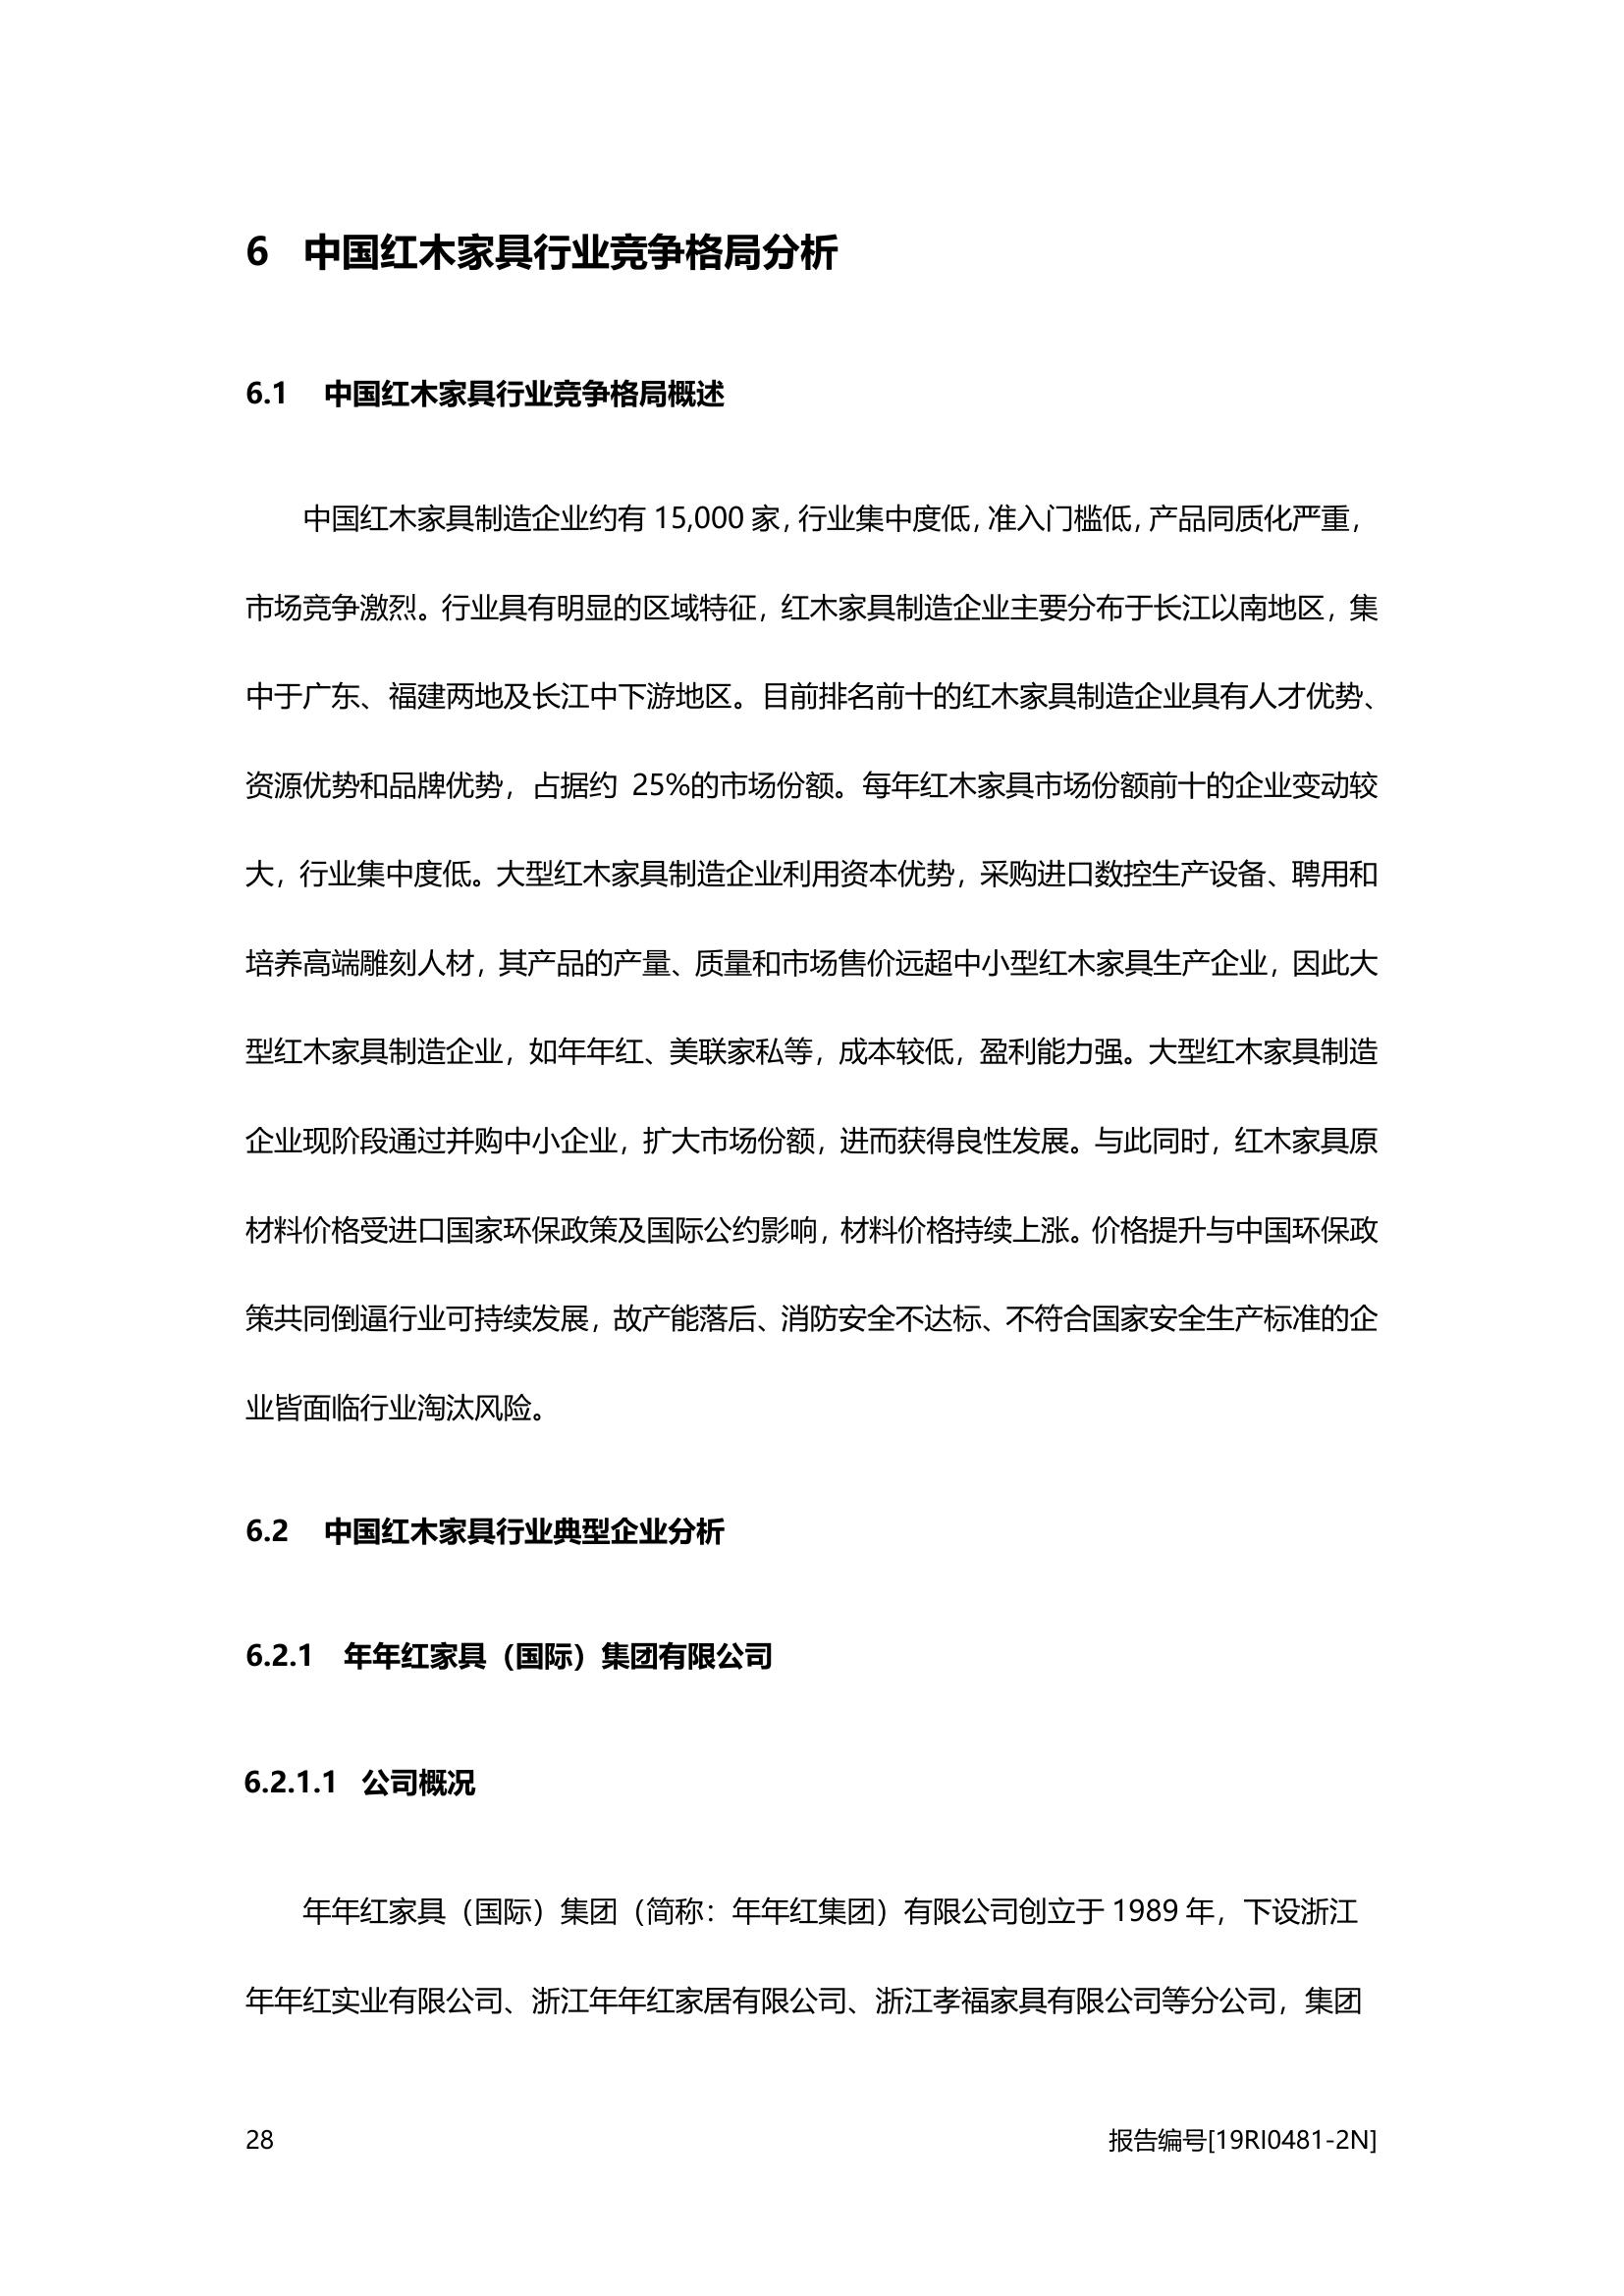 6 中国红木家具行业竞争格局分析
6.1 中国红木家具行业竞争格局概述
中国红木家具制造企业约有 15,000 家，行业集中度低，准入门槛低，产品同质化严重，
市场竞争激烈。行业具有明显的区域特征，红木家具制造企业主要分布于长江以南地区，集
中于广东、福建两地及长江中下游地区。目前排名前十的红木家具制造企业具有人才优势、
资源优势和品牌优势，占据约 25%的市场份额。每年红木家具市场份额前十的企业变动较
大，行业集中度低。大型红木家具制造企业利用资本优势，采购进口数控生产设备、聘用和
培养高端雕刻人材，其产品的产量、质量和市场售价远超中小型红木家具生产企业，因此大
型红木家具制造企业，如年年红、美联家私等，成本较低，盈利能力强。大型红木家具制造
企业现阶段通过并购中小企业，扩大市场份额，进而获得良性发展。与此同时，红木家具原
材料价格受进口国家环保政策及国际公约影响，材料价格持续上涨。价格提升与中国环保政
策共同倒逼行业可持续发展，故产能落后、消防安全不达标、不符合国家安全生产标准的企
业皆面临行业淘汰风险。
6.2 中国红木家具行业典型企业分析
6.2.1 年年红家具（国际）集团有限公司
6.2.1.1 公司概况
年年红家具（国际）集团（简称：年年红集团）有限公司创立于 1989 年，下设浙江
年年红实业有限公司、浙江年年红家居有限公司、浙江孝福家具有限公司等分公司，集团
28 报告编号[19RI0481-2N]